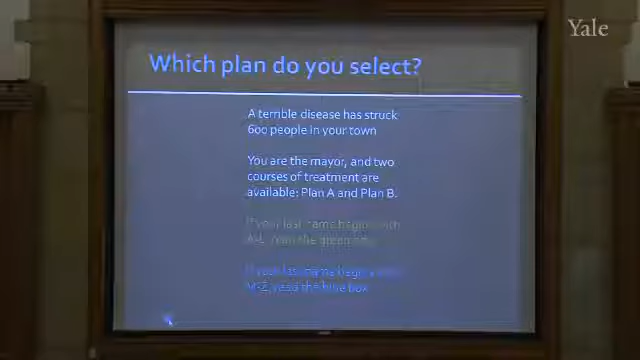 Yale
Which plan do you select?
A terrible disease has struck
600 people in your town
You are the mayor, and two
courses of treatment are
available: Plan A and Plan B.
If your last name begins with
A-L, read the green box
If your last name begins with
M-Z, read the blue box